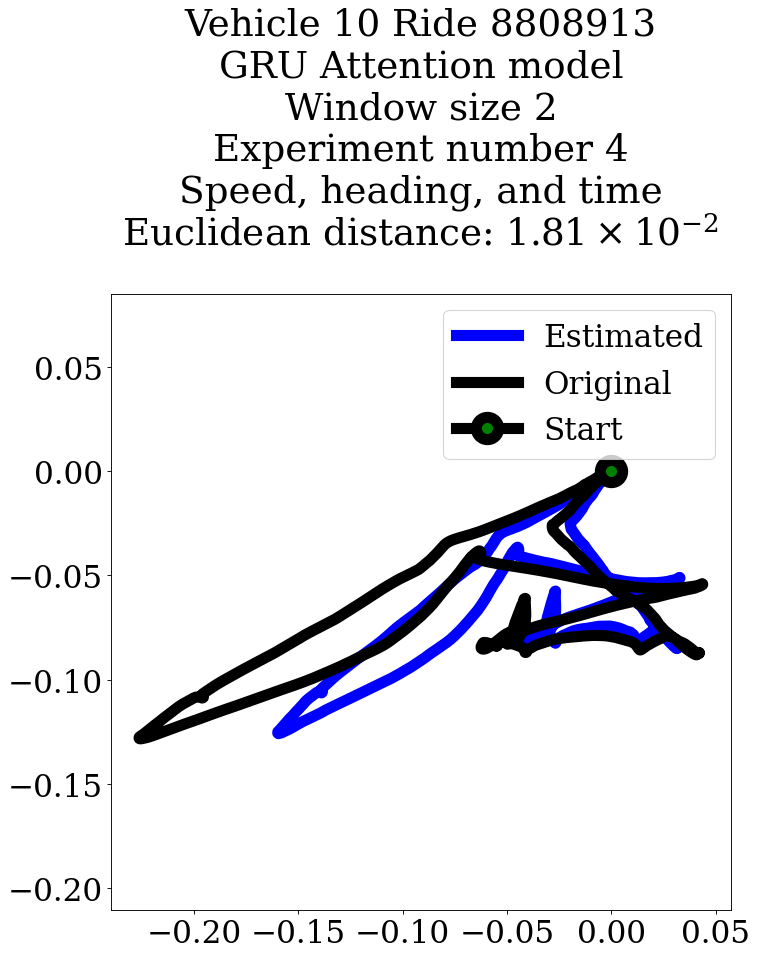 Vehicle 10 Ride 8808913
GRU Attention model
Window size 2
Experiment number 4
Speed, heading, and time
Euclidean distance: 1.81 × 10⁻²
Estimated
Original
Start
0.05
0.00
−0.05
−0.10
−0.15
−0.20
−0.20 −0.15 −0.10 −0.05 0.00 0.05